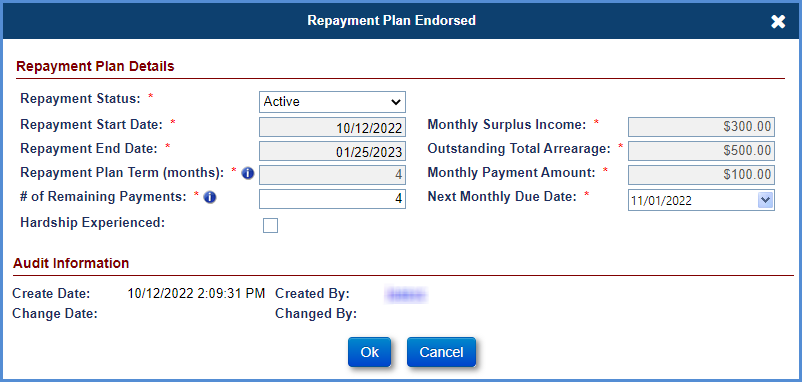 Repayment Plan Endorsed
Repayment Plan Details
Repayment Status: * Active
Repayment Start Date: * 10/12/2022 Monthly Surplus Income: * $300.00
Repayment End Date: * 01/25/2023 Outstanding Total Arrearage: * $500.00
Repayment Plan Term (months): * 4 Monthly Payment Amount: * $100.00
# of Remaining Payments: * 4 Next Monthly Due Date: * 11/01/2022
Hardship Experienced:
Audit Information
Create Date: 10/12/2022 2:09:31 PM Created By:
Change Date: Changed By:
Ok Cancel